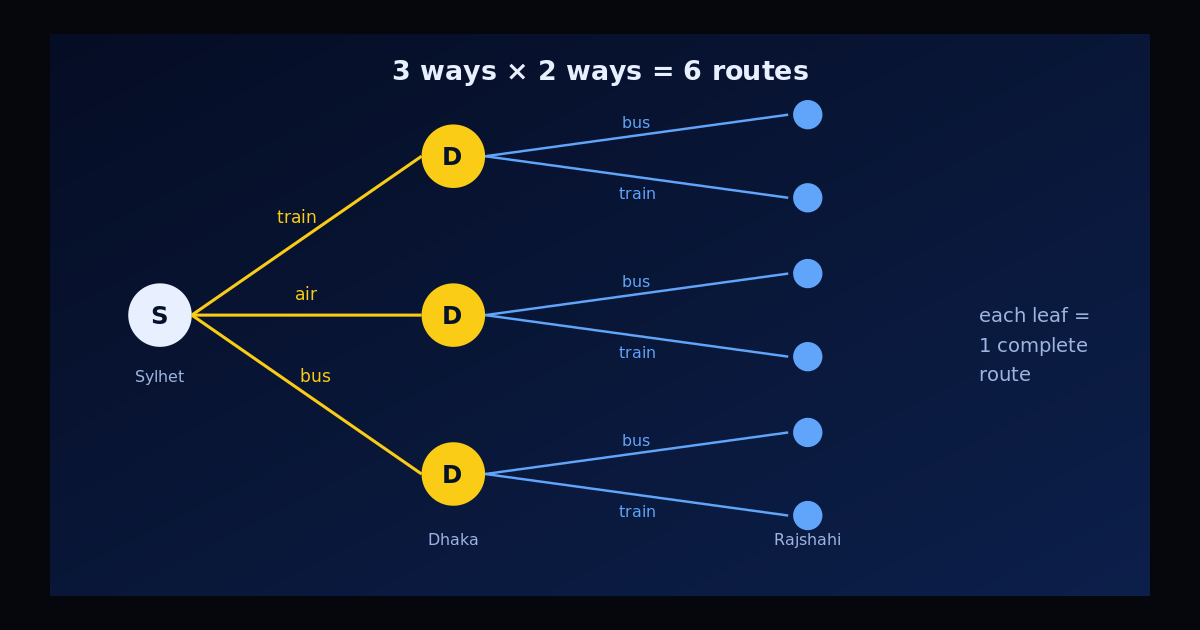 3 ways × 2 ways = 6 routes
bus
D
train
train
bus
air
S
D
each leaf =
1 complete
route
train
Sylhet
bus
bus
D
train
Dhaka
Rajshahi